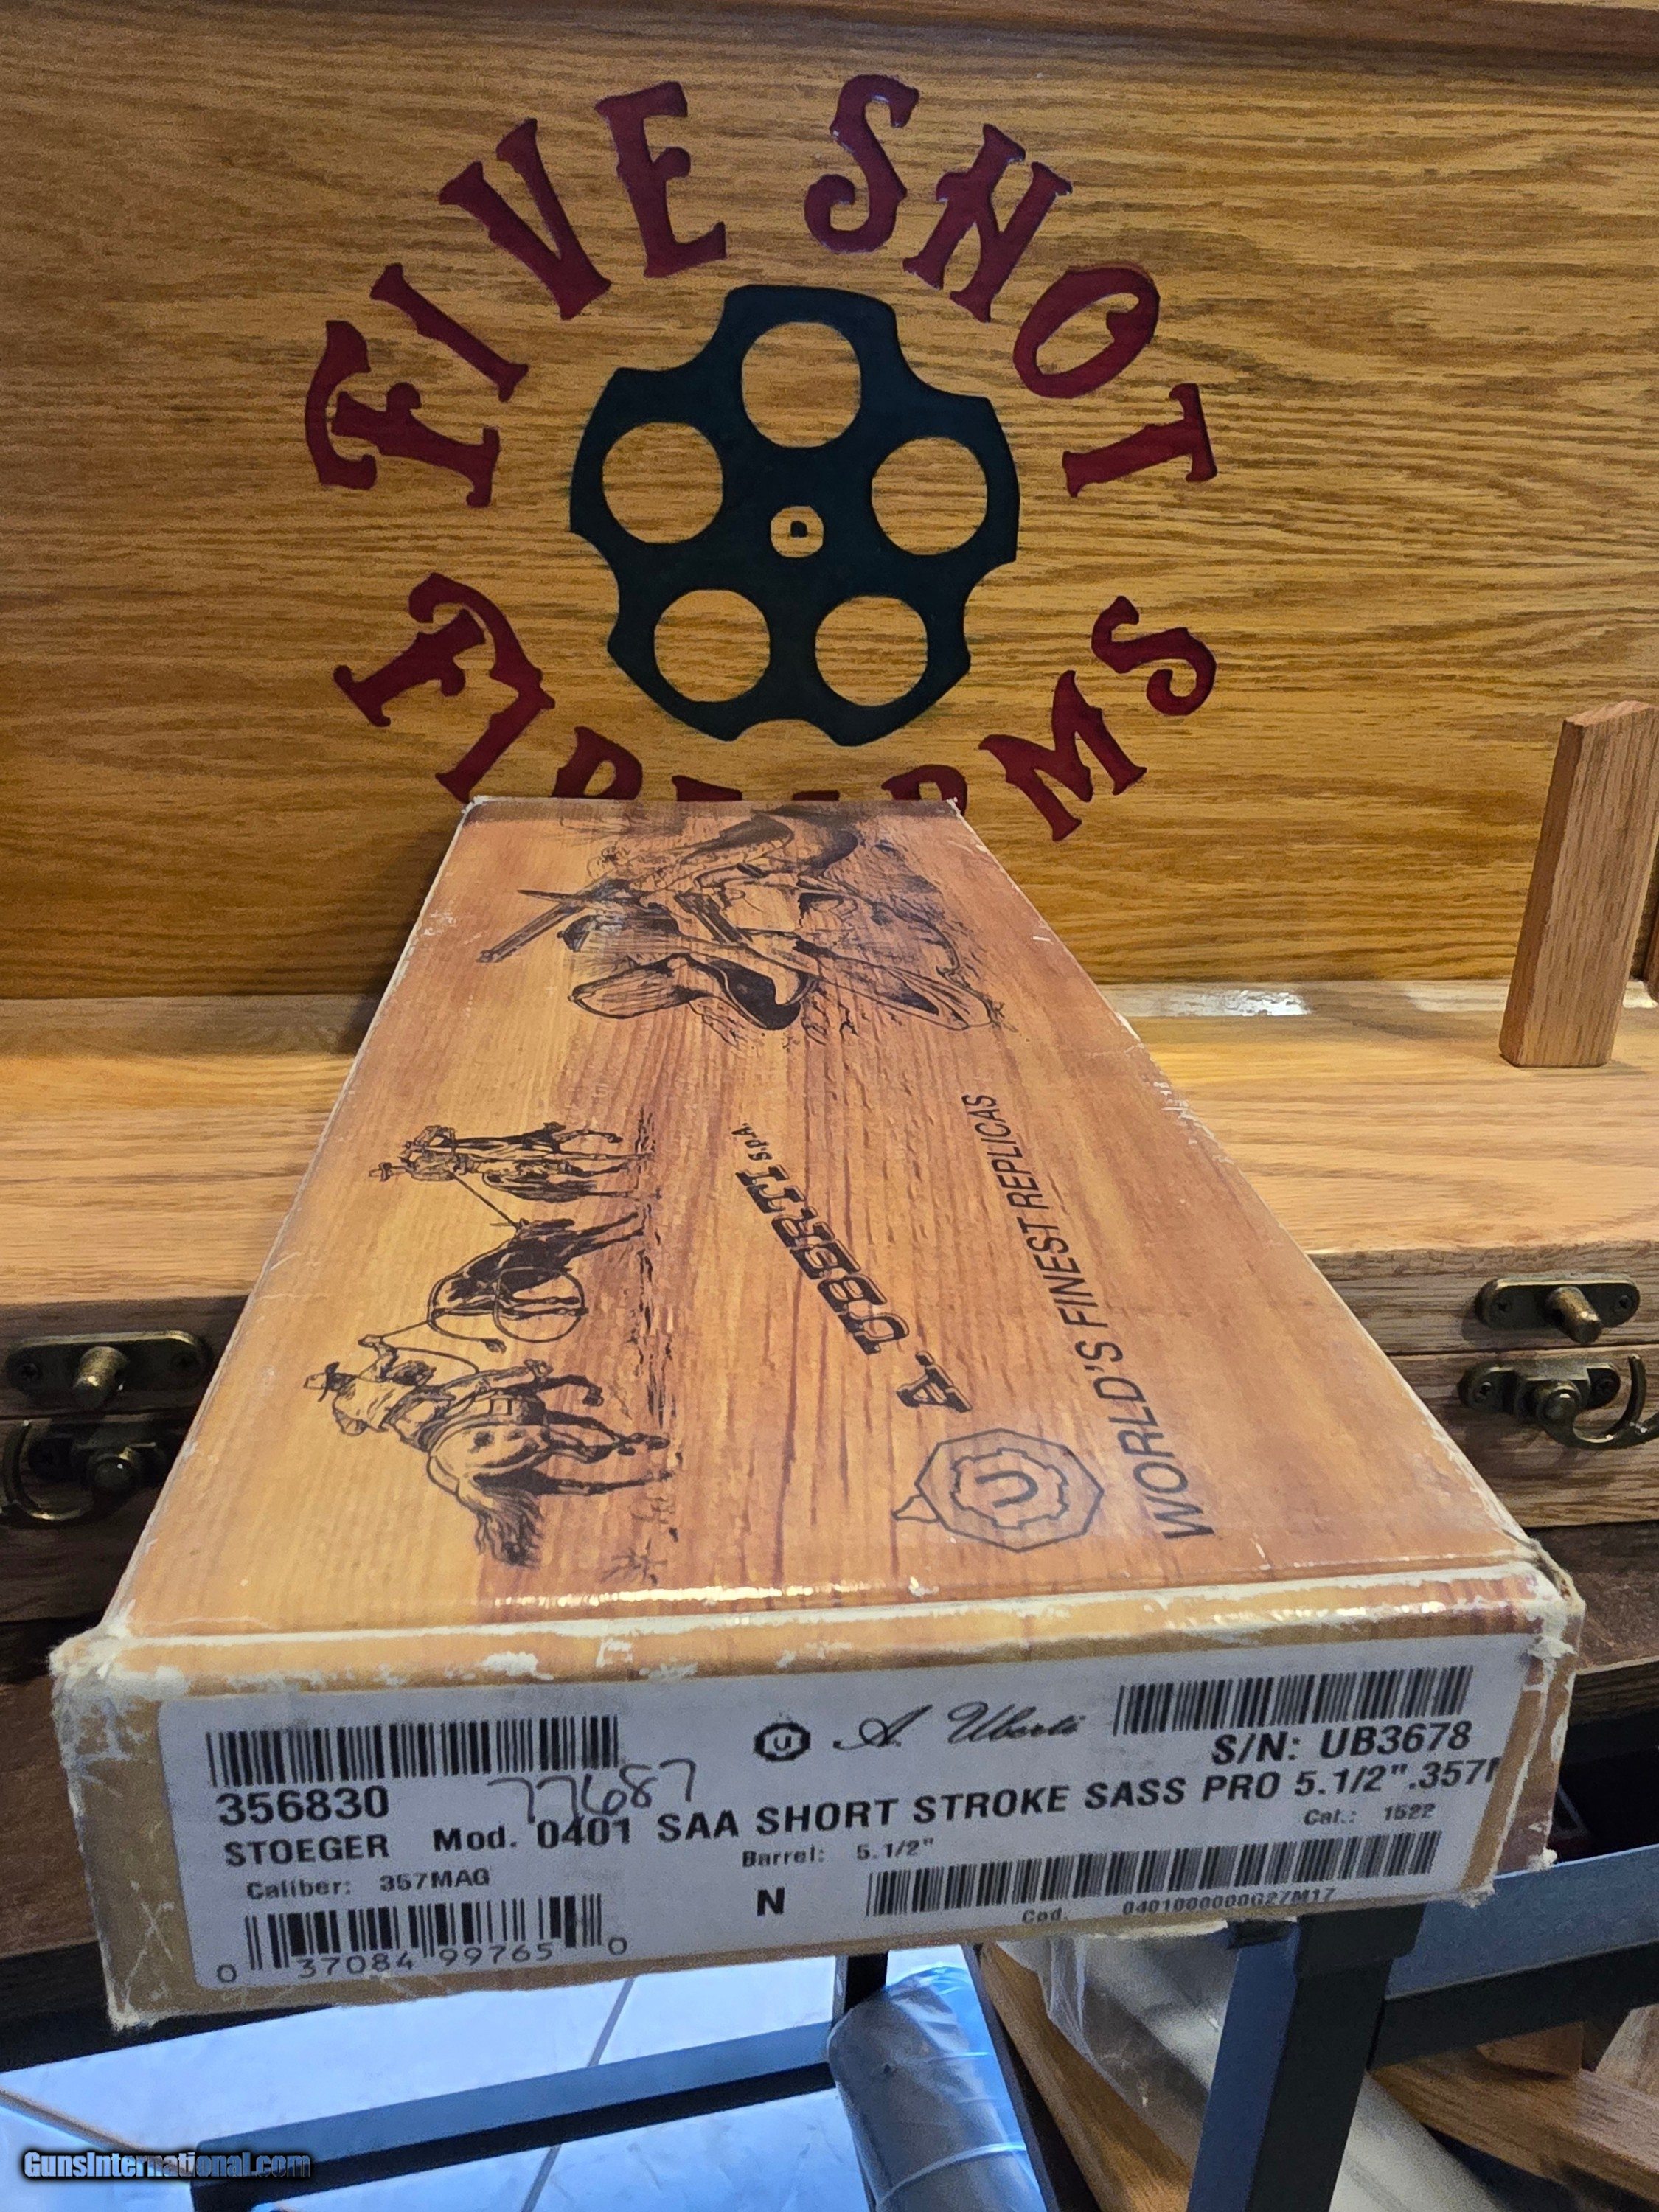 FIVE SHOT
FIREARMS
A. UBERTI S.p.A.
WORLD'S FINEST REPLICAS
U
U A. Uberti
356830
77687
S/N: UB3678
STOEGER Mod. 0401 SAA SHORT STROKE SASS PRO 5.1/2".357
Caliber: 357MAG
Barrel: 5.1/2"
Cat.: 1522
N
Cod. 0401000000G27M17
0 37084 99765 0
GunsInternational.com